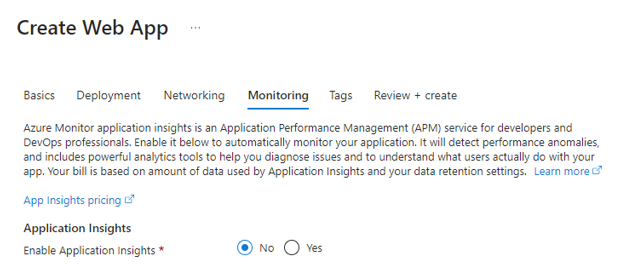 Create Web App ...
Basics Deployment Networking Monitoring Tags Review + create
Azure Monitor application insights is an Application Performance Management (APM) service for developers and
DevOps professionals. Enable it below to automatically monitor your application. It will detect performance anomalies,
and includes powerful analytics tools to help you diagnose issues and to understand what users actually do with your
app. Your bill is based on amount of data used by Application Insights and your data retention settings. Learn more
App Insights pricing
Application Insights
Enable Application Insights * No Yes